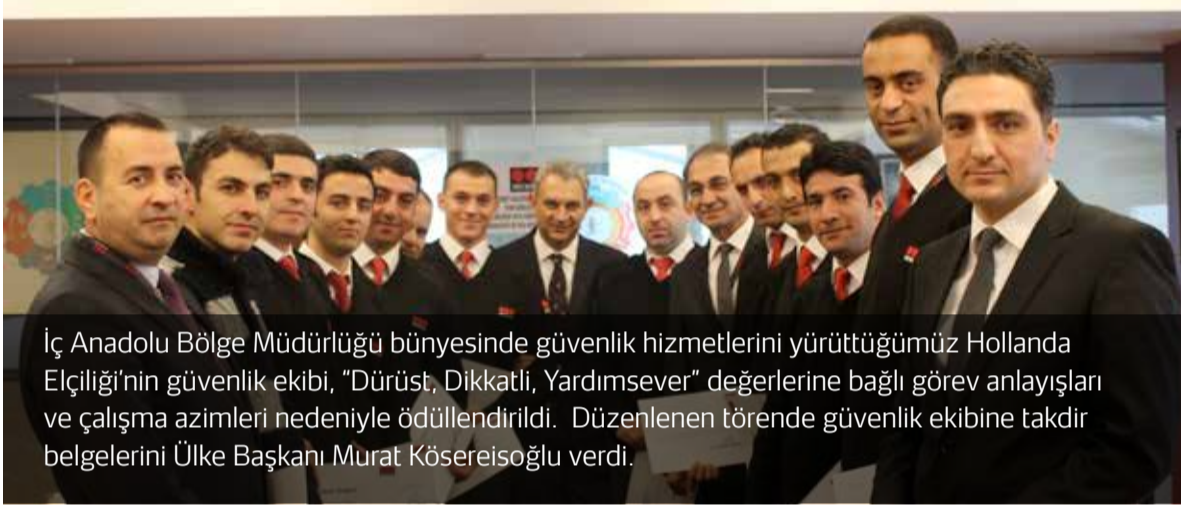 İç Anadolu Bölge Müdürlüğü bünyesinde güvenlik hizmetlerini yürüttüğümüz Hollanda
Elçiliği’nin güvenlik ekibi, “Dürüst, Dikkatli, Yardımsever” değerlerine bağlı görev anlayışları
ve çalışma azimleri nedeniyle ödüllendirildi.  Düzenlenen törende güvenlik ekibine takdir
belgelerini Ülke Başkanı Murat Kösereisoğlu verdi.